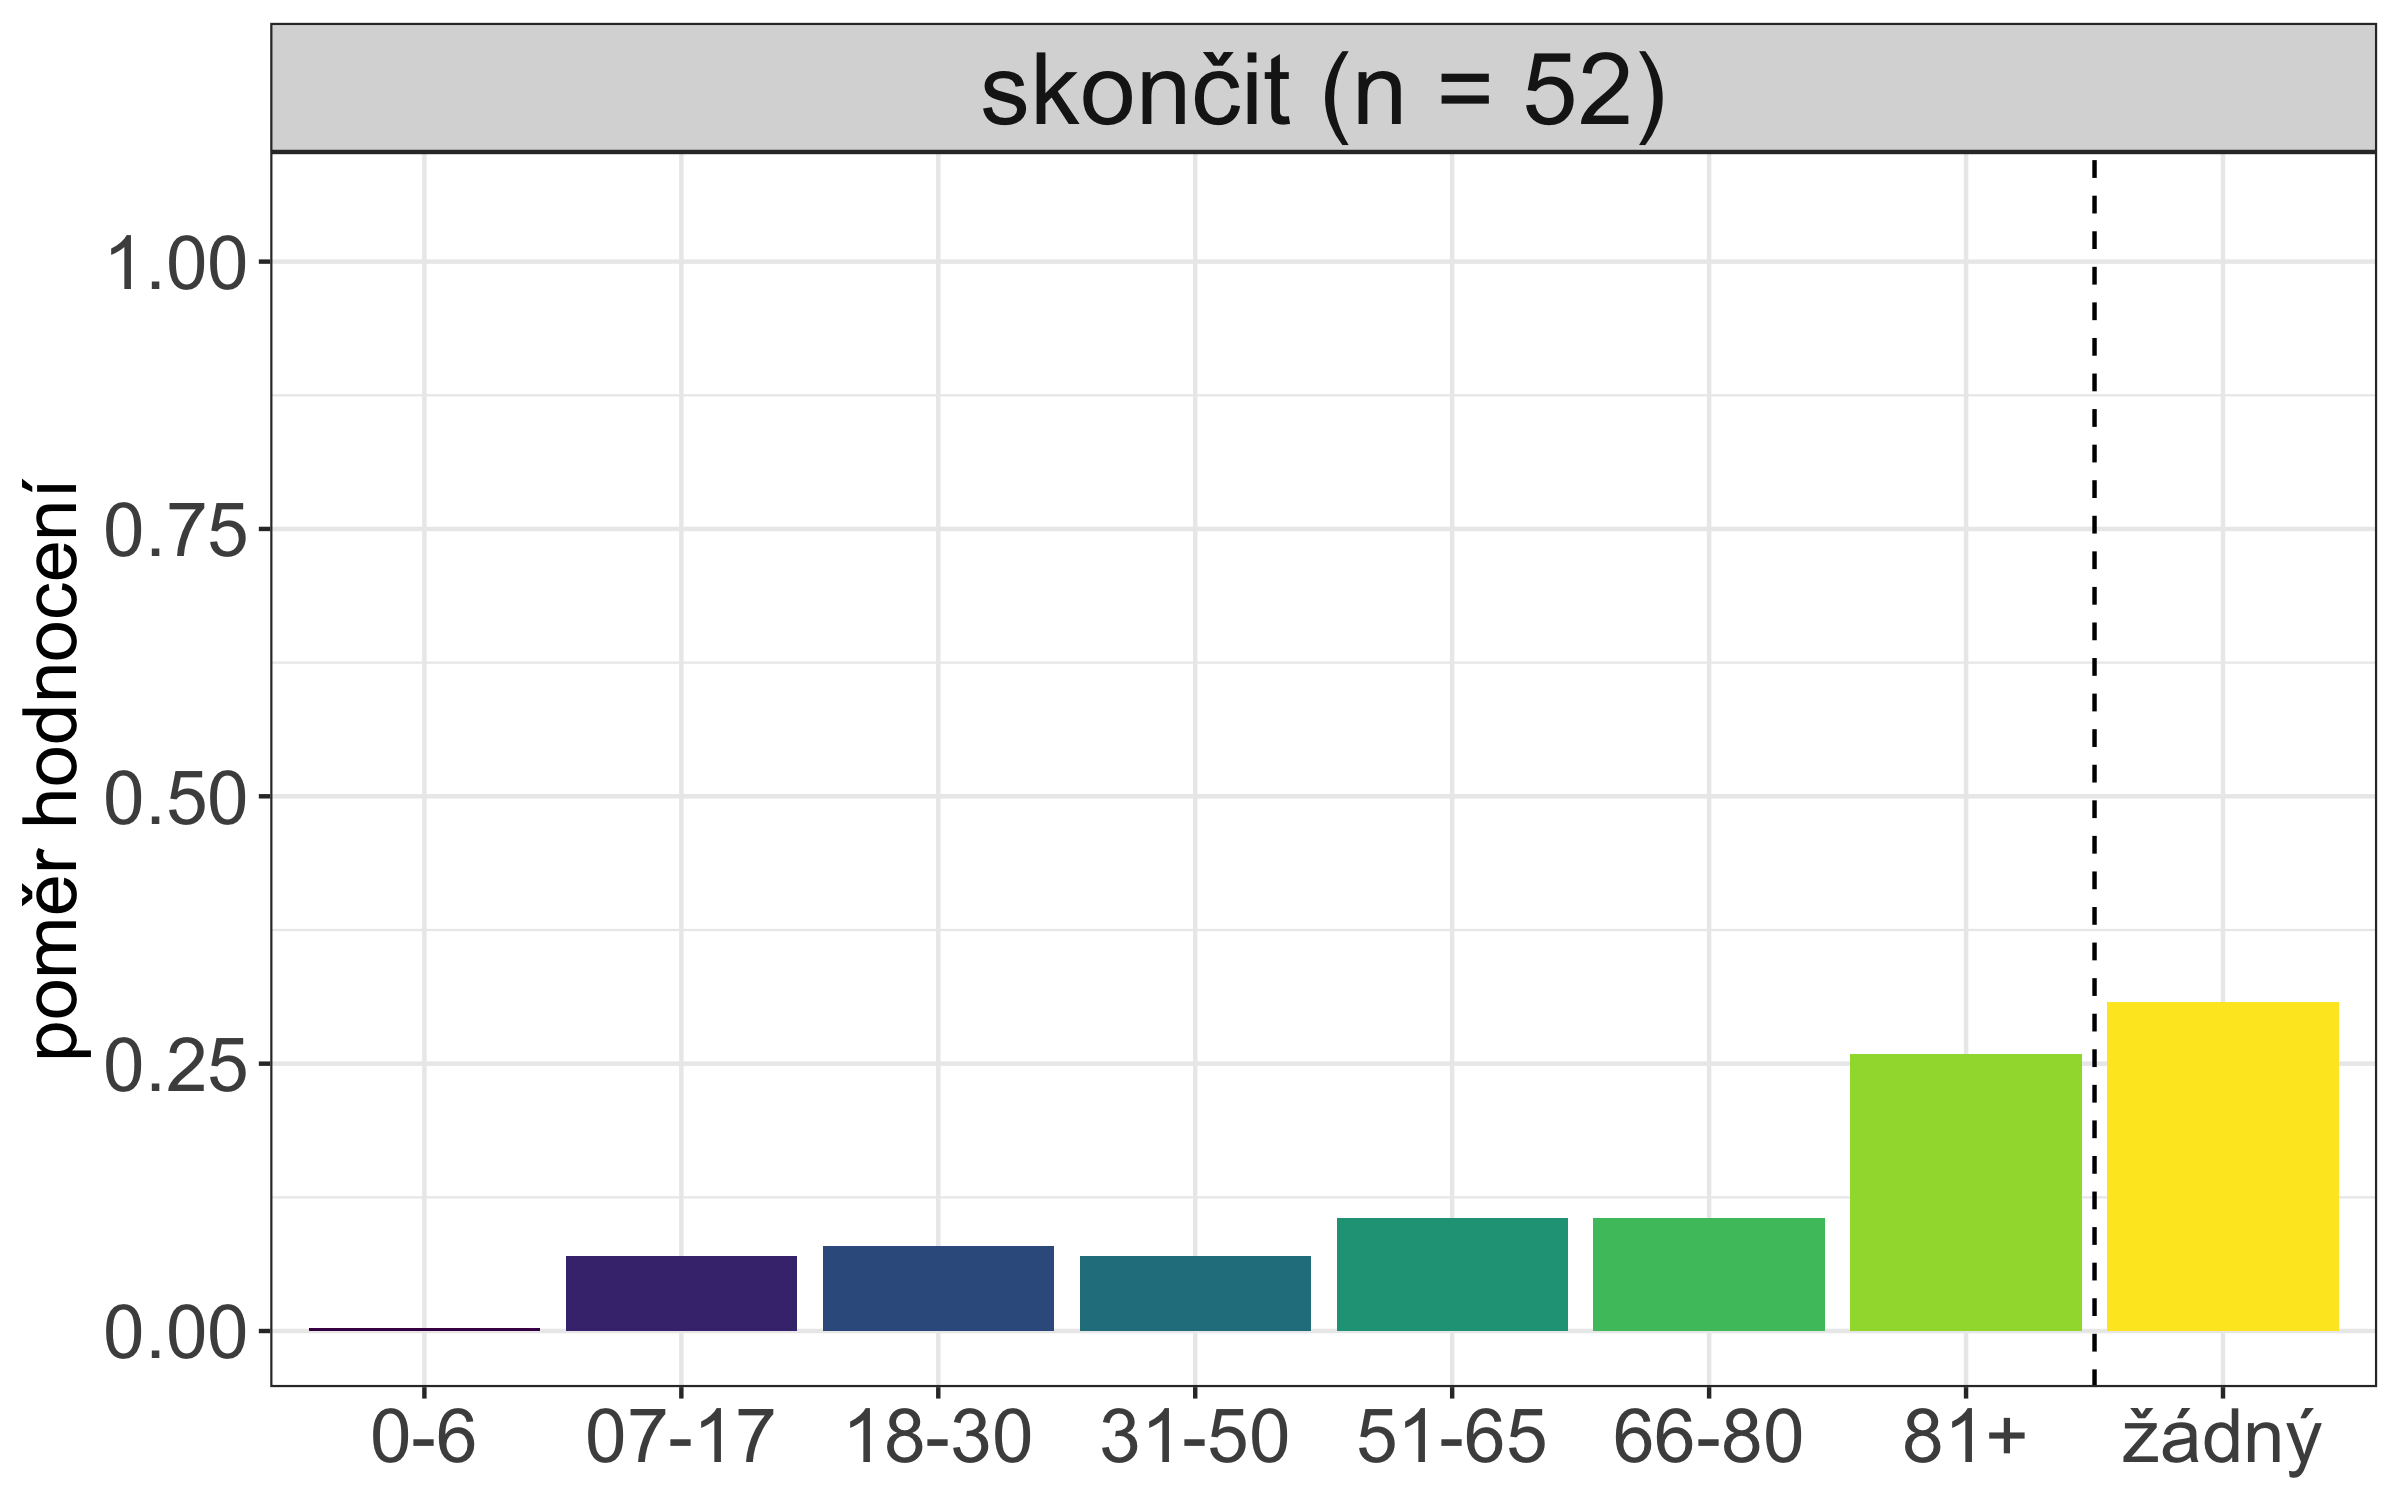 skončit (n = 52)
poměr hodnocení
1.00
0.75
0.50
0.25
0.00
0-6 07-17 18-30 31-50 51-65 66-80 81+ žádný